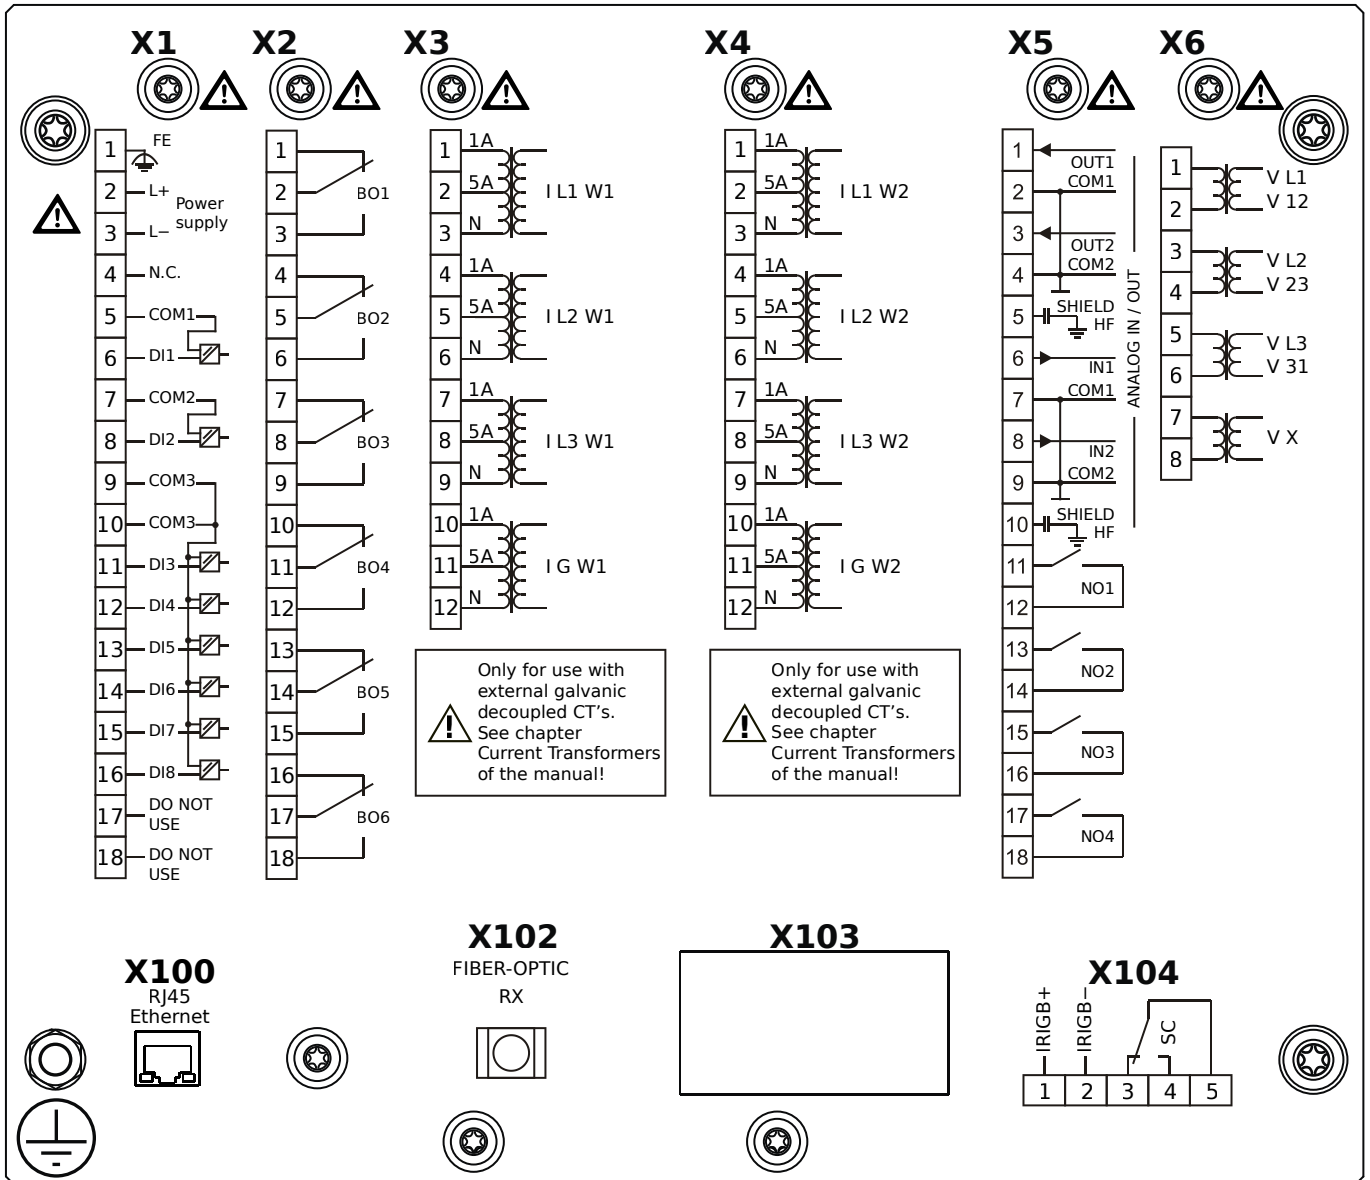 X1
X2
X3
X4
X5
X6
1
FE
2
L+
Power
supply
3
L−
4
N.C.
5
COM1
6
DI1
7
COM2
8
DI2
9
COM3
10
COM3
11
DI3
12
DI4
13
DI5
14
DI6
15
DI7
16
DI8
17
DO NOT
USE
18
DO NOT
USE
1
2
BO1
3
4
5
BO2
6
7
8
BO3
9
10
11
BO4
12
13
14
BO5
15
16
17
BO6
18
1
1A
2
5A
I L1 W1
3
N
4
1A
5
5A
I L2 W1
6
N
7
1A
8
5A
I L3 W1
9
N
10
1A
11
5A
I G W1
12
N
Only for use with
external galvanic
decoupled CT's.
See chapter
Current Transformers
of the manual!
1
1A
2
5A
I L1 W2
3
N
4
1A
5
5A
I L2 W2
6
N
7
1A
8
5A
I L3 W2
9
N
10
1A
11
5A
I G W2
12
N
Only for use with
external galvanic
decoupled CT's.
See chapter
Current Transformers
of the manual!
1
OUT1
2
COM1
3
OUT2
4
COM2
5
SHIELD
HF
6
IN1
7
COM1
8
IN2
9
COM2
10
SHIELD
HF
ANALOG IN / OUT
11
NO1
12
13
NO2
14
15
NO3
16
17
NO4
18
1
V L1
2
V 12
3
V L2
4
V 23
5
V L3
6
V 31
7
V X
8
X100
RJ45
Ethernet
X102
FIBER-OPTIC
RX
X103
X104
IRIGB+
IRIGB−
SC
1
2
3
4
5